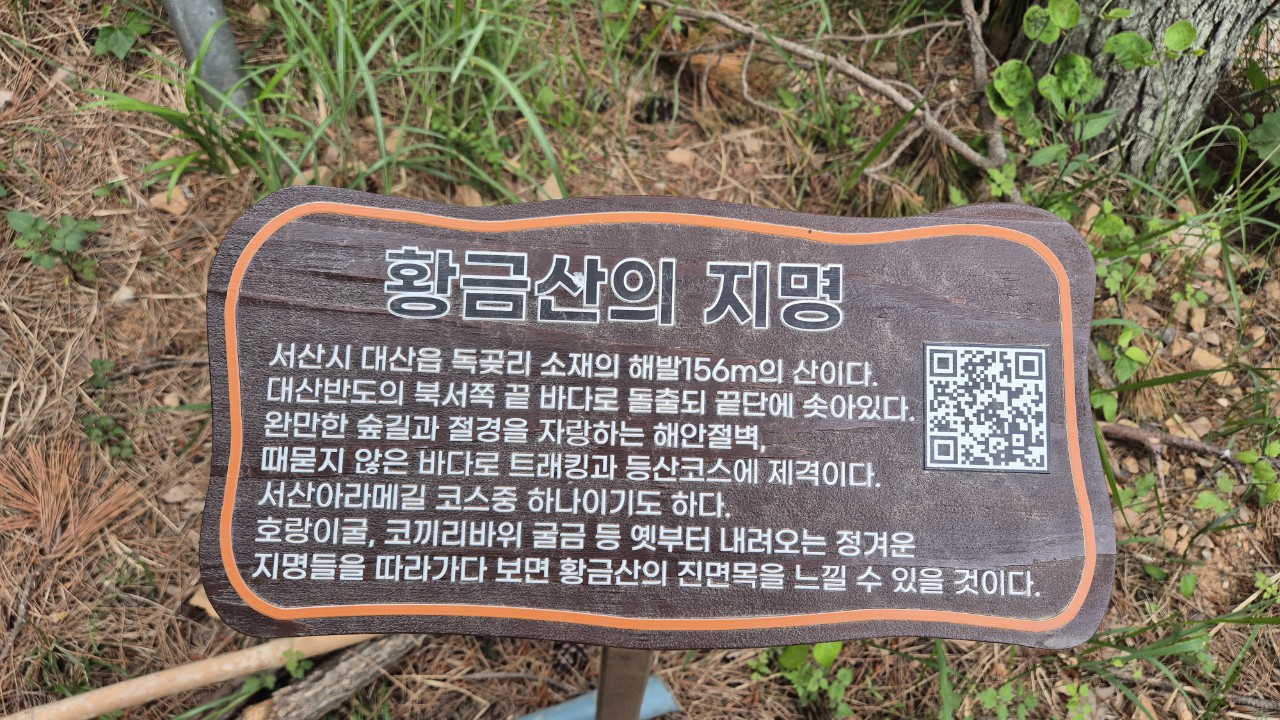 황금산의 지명
서산시 대산읍 독곶리 소재의 해발156m의 산이다.
대산반도의 북서쪽 끝 바다로 돌출되 끝단에 솟아있다.
완만한 숲길과 절경을 자랑하는 해안절벽,
때묻지 않은 바다로 트래킹과 등산코스에 제격이다.
서산아라메길 코스중 하나이기도 하다.
호랑이굴, 코끼리바위 굴금 등 옛부터 내려오는 정겨운
지명들을 따라가다 보면 황금산의 진면목을 느낄 수 있을 것이다.